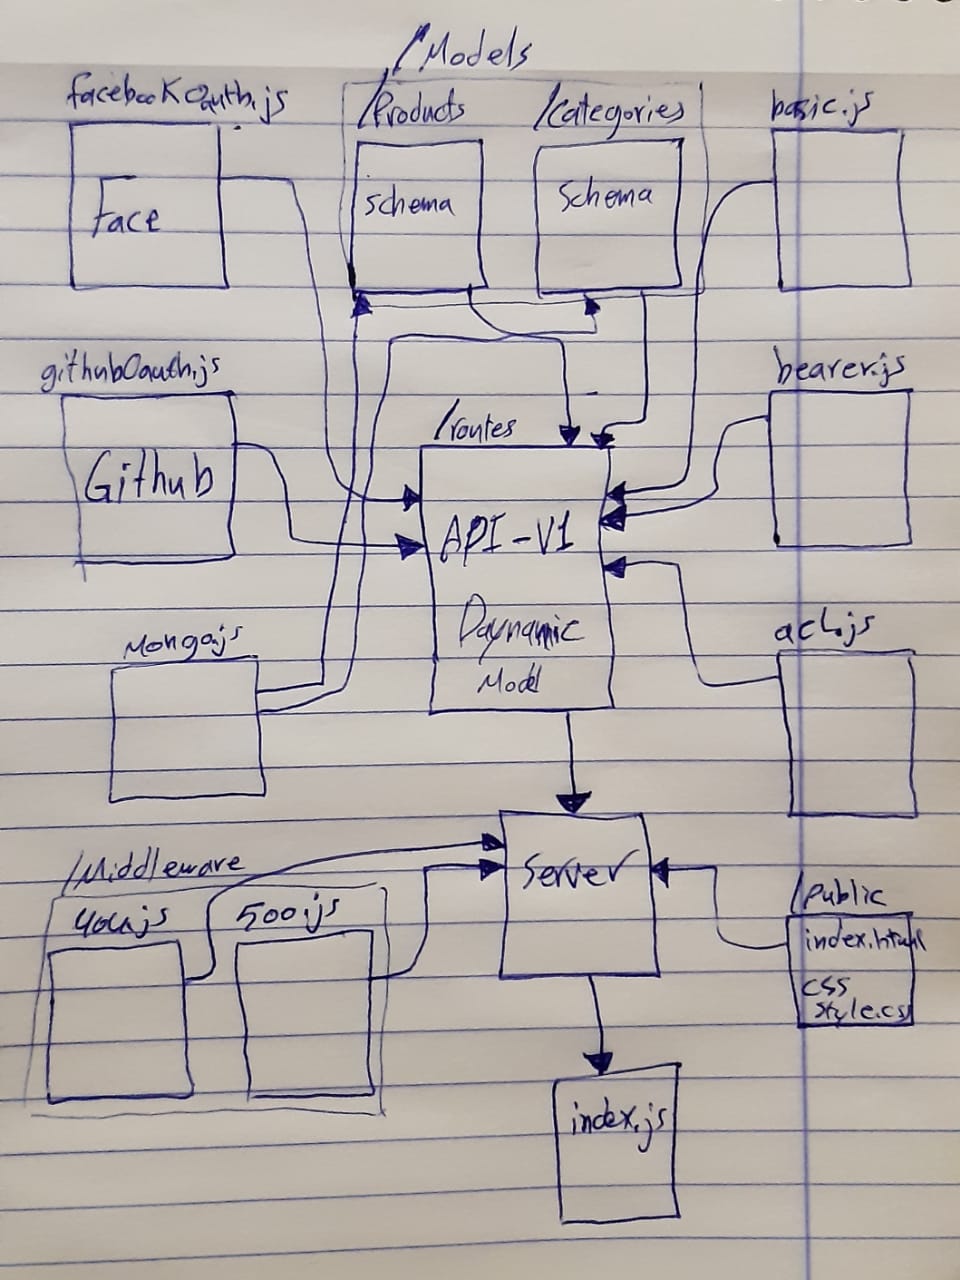 /Models
facebookOauth.js
/Products
/Categories
basic.js
Face
schema
Schema
githubOauth.js
bearer.js
Github
/routes
API-V1
Daynamic
Model
Mongo.js
acl.js
/Middleware
404.js
500.js
Server
/Public
index.html
css
style.css
index.js